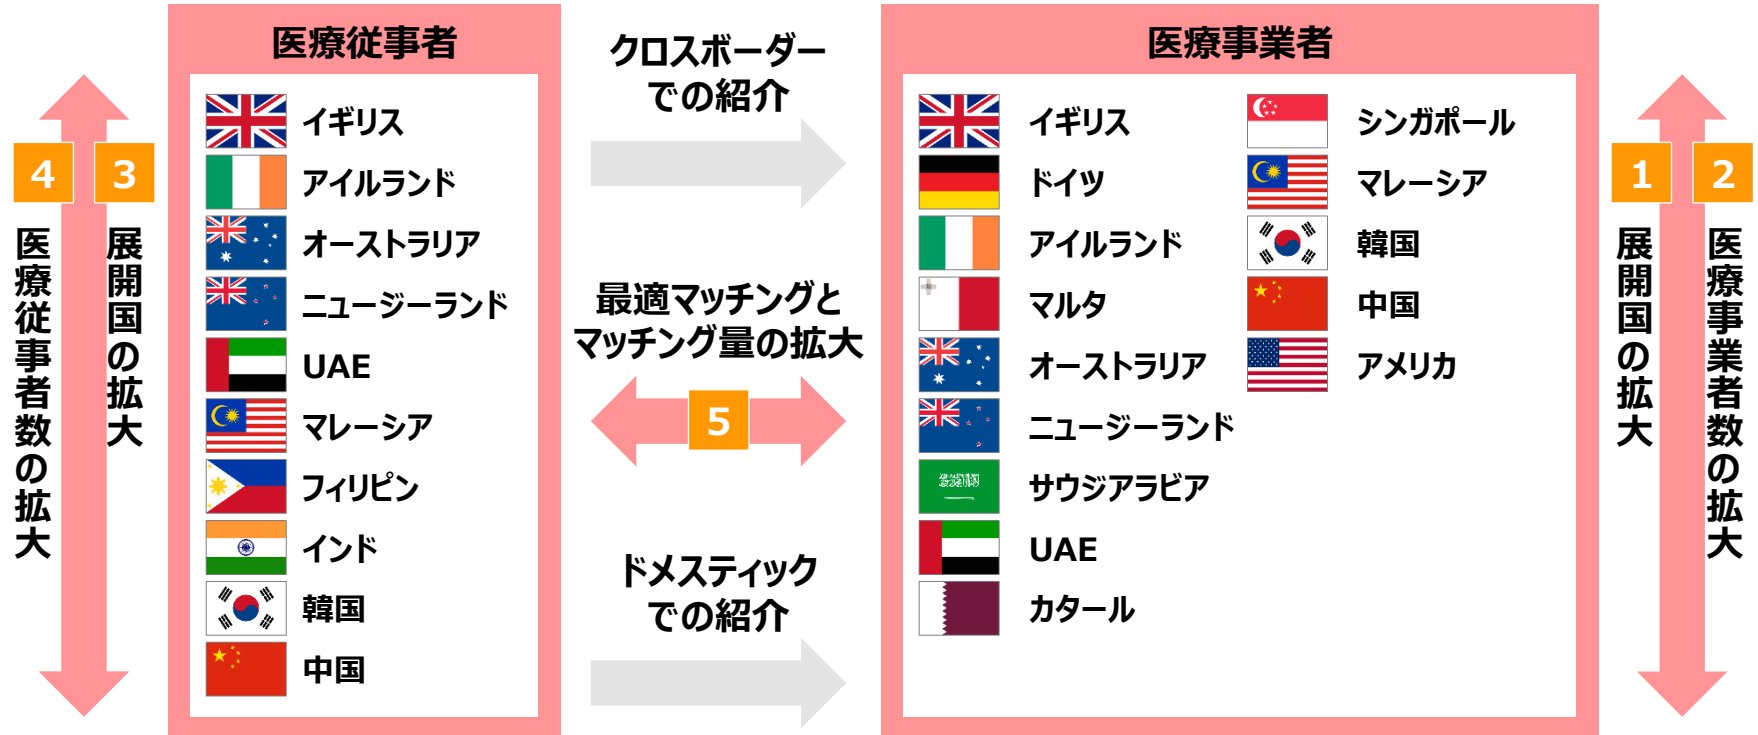 4
医療従事者数の拡大
3
展開国の拡大
医療従事者
イギリス
アイルランド
オーストラリア
ニュージーランド
UAE
マレーシア
フィリピン
インド
韓国
中国
クロスボーダー
での紹介
最適マッチングと
マッチング量の拡大
5
ドメスティック
での紹介
医療事業者
イギリス
ドイツ
アイルランド
マルタ
オーストラリア
ニュージーランド
サウジアラビア
UAE
カタール
シンガポール
マレーシア
韓国
中国
アメリカ
1
展開国の拡大
2
医療事業者数の拡大